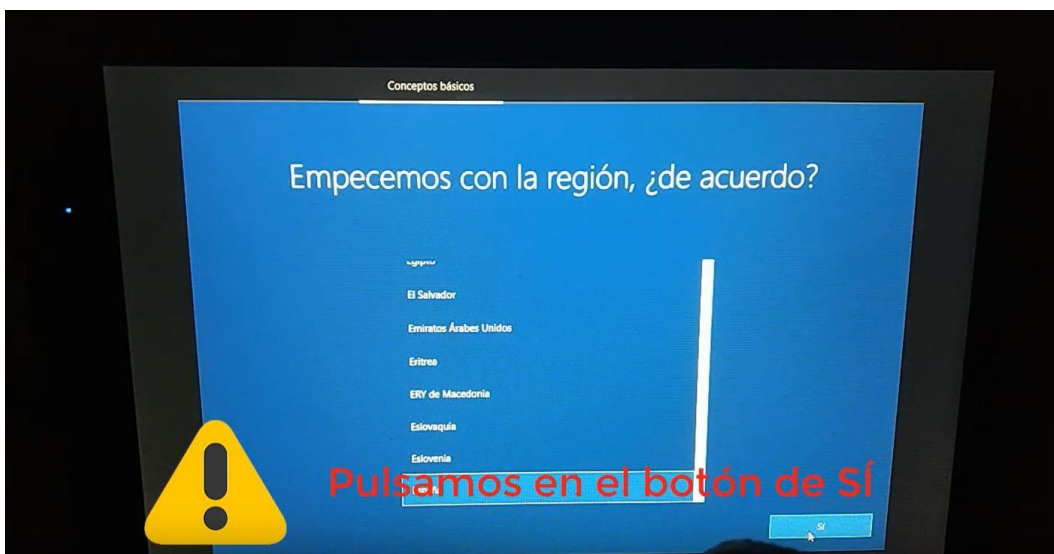 Conceptos básicos
Empecemos con la región, ¿de acuerdo?
Egipto
El Salvador
Emiratos Árabes Unidos
Eritrea
ERY de Macedonia
Eslovaquia
Eslovenia
Pulsamos en el botón de SÍ
Sí